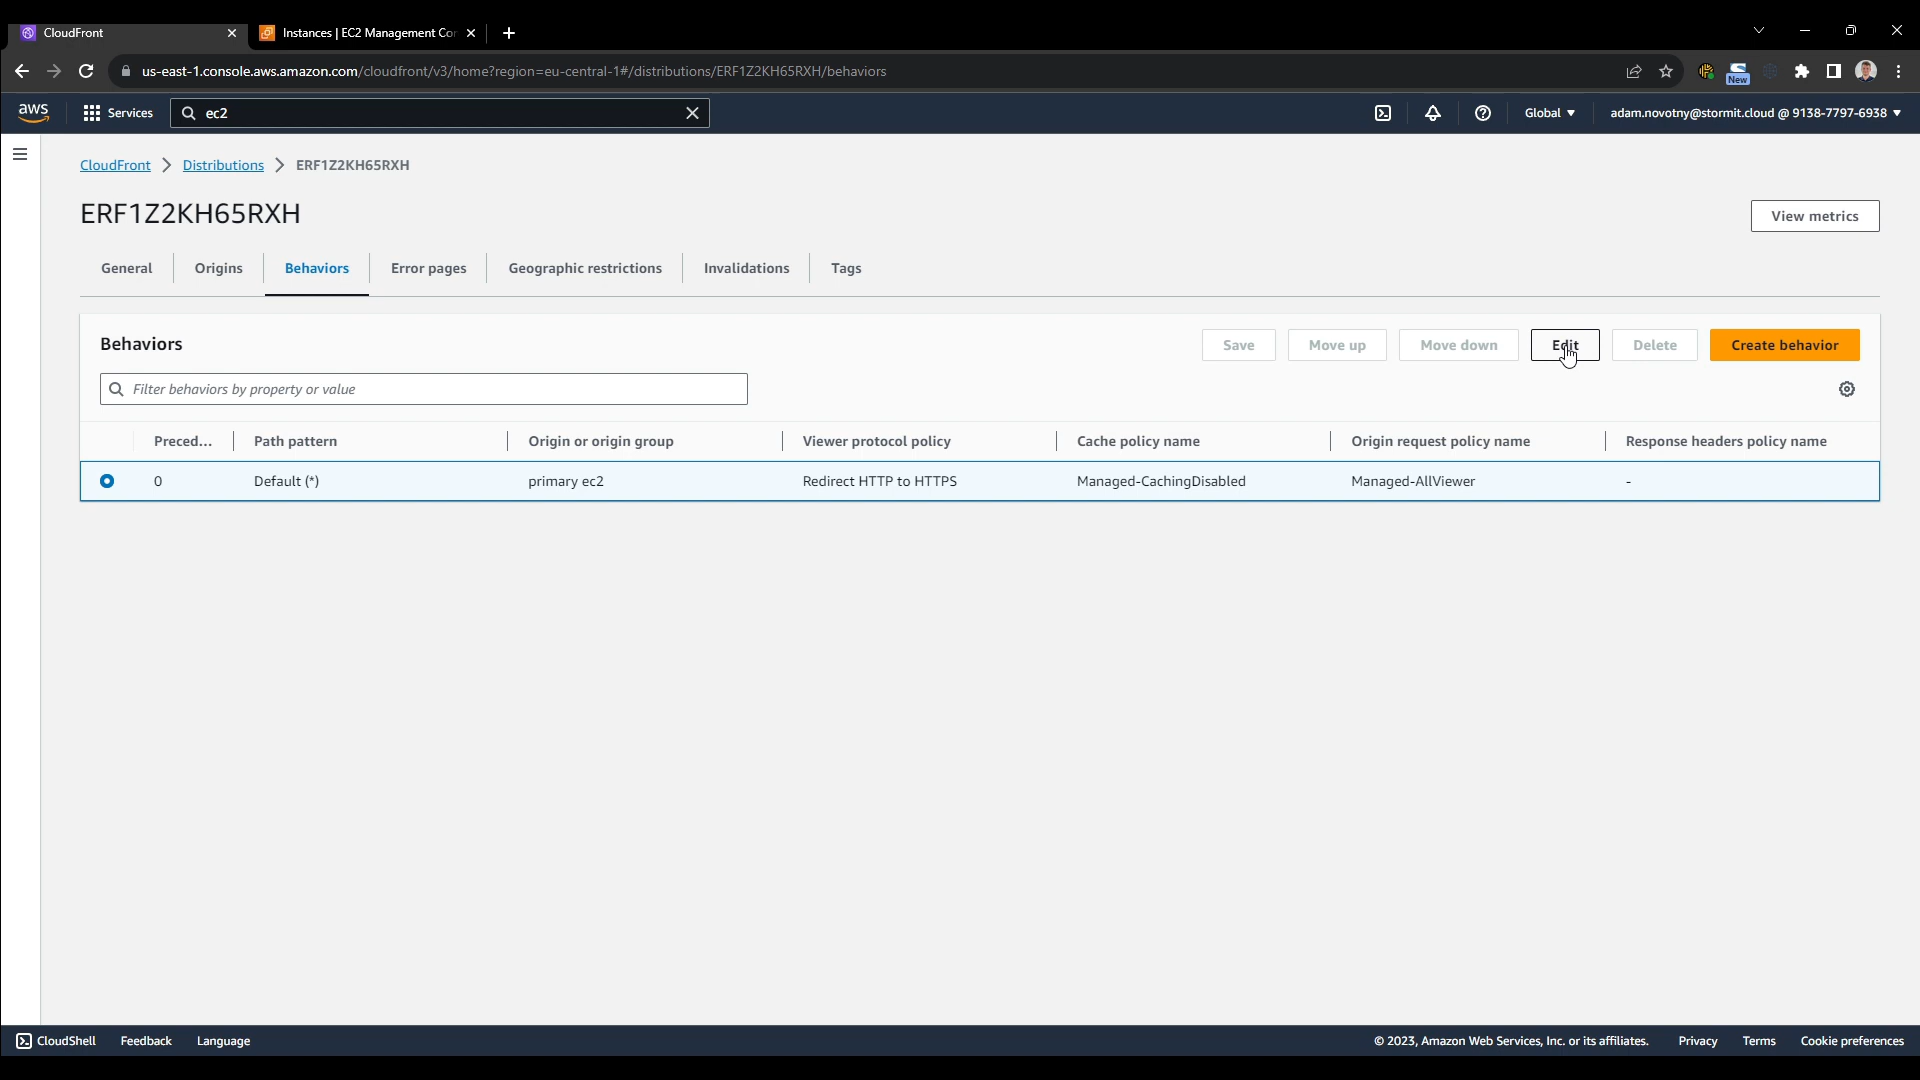 CloudFront
Instances | EC2 Management Con
us-east-1.console.aws.amazon.com/cloudfront/v3/home?region=eu-central-1#/distributions/ERF1Z2KH65RXH/behaviors
New
aws Services ec2 Global adam.novotny@stormit.cloud @ 9138-7797-6938
CloudFront Distributions ERF1Z2KH65RXH
ERF1Z2KH65RXH
View metrics
General Origins Behaviors Error pages Geographic restrictions Invalidations Tags
Behaviors Save Move up Move down Edit Delete Create behavior
Filter behaviors by property or value
Preced... Path pattern Origin or origin group Viewer protocol policy Cache policy name Origin request policy name Response headers policy name
0 Default (*) primary ec2 Redirect HTTP to HTTPS Managed-CachingDisabled Managed-AllViewer -
CloudShell Feedback Language © 2023, Amazon Web Services, Inc. or its affiliates. Privacy Terms Cookie preferences